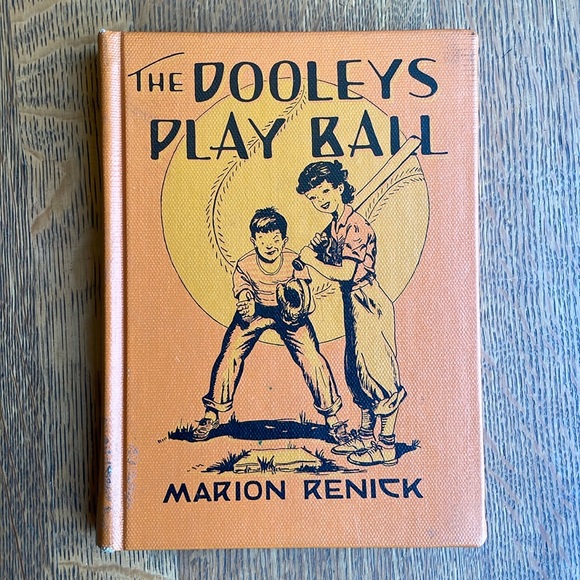 THE DOOLEYS
PLAY BALL
MARION RENICK